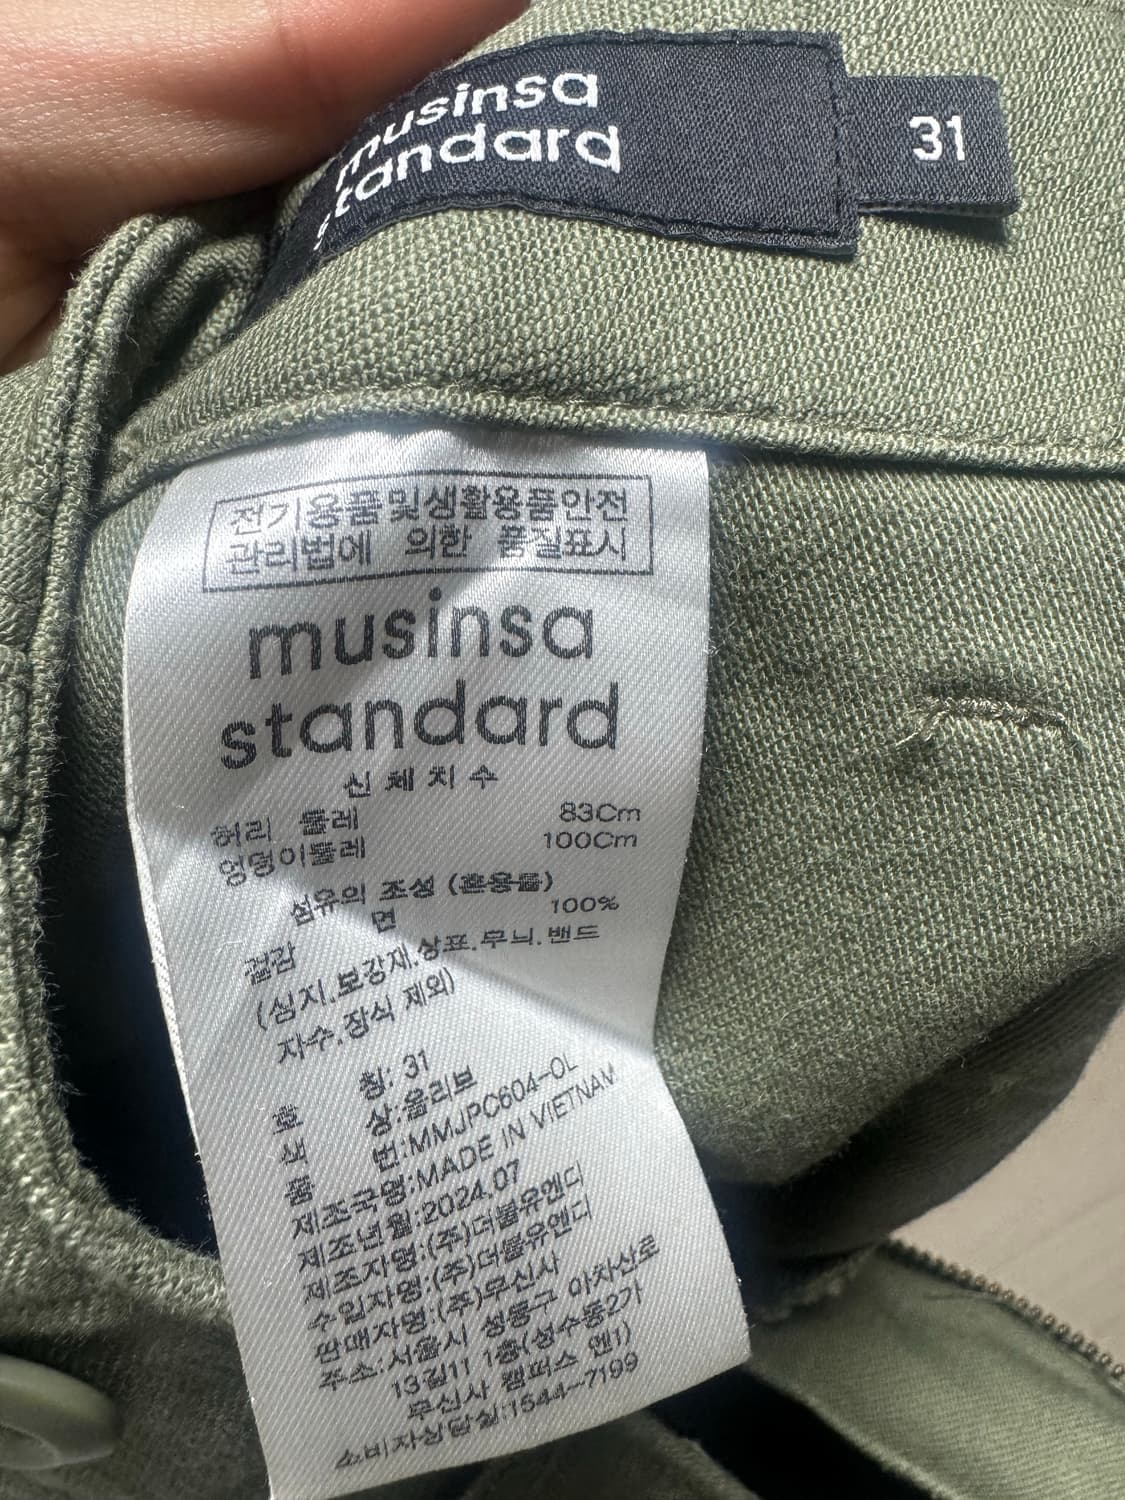 musinsa
standard
31
전기용품및생활용품안전
관리법에 의한 품질표시
musinsa
standard
신체치수
허리 둘레 83Cm
엉덩이둘레 100Cm
섬유의 조성 (혼용률)
겉감 면 100%
(심지.보강재.상표.무늬.밴드
자수.장식 제외)
호 칭: 31
색 상:올리브
품 번:MMJPC604-OL
제조국명:MADE IN VIETNAM
제조년월:2024.07
제조자명:(주)더블유앤디
수입자명:(주)더블유앤디
판매자명:(주)무신사
주소:서울시 성동구 아차산로
13길11 1층(성수동2가
무신사 캠퍼스 앤1)
소비자상담실:1544-7199